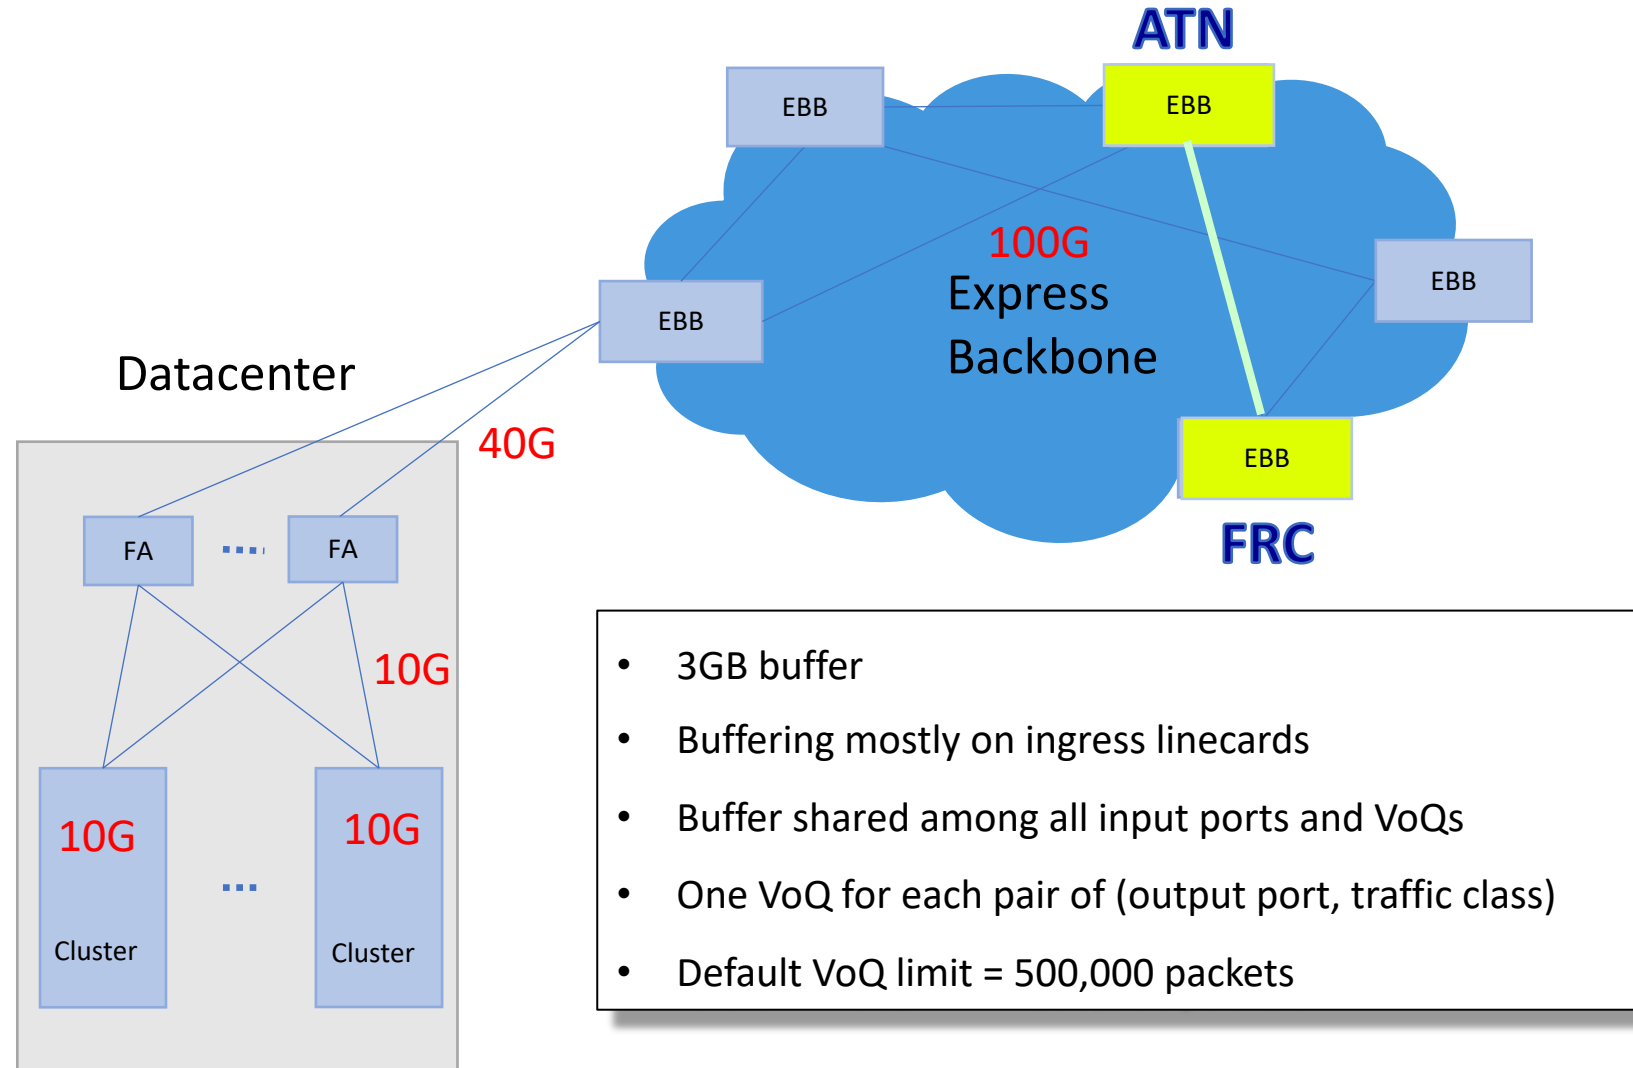 ATN
EBB
EBB
100G
Express
Backbone
EBB
EBB
EBB
FRC
Datacenter
40G
FA
FA
10G
10G
10G
Cluster
Cluster
• 3GB buffer
• Buffering mostly on ingress linecards
• Buffer shared among all input ports and VoQs
• One VoQ for each pair of (output port, traffic class)
• Default VoQ limit = 500,000 packets